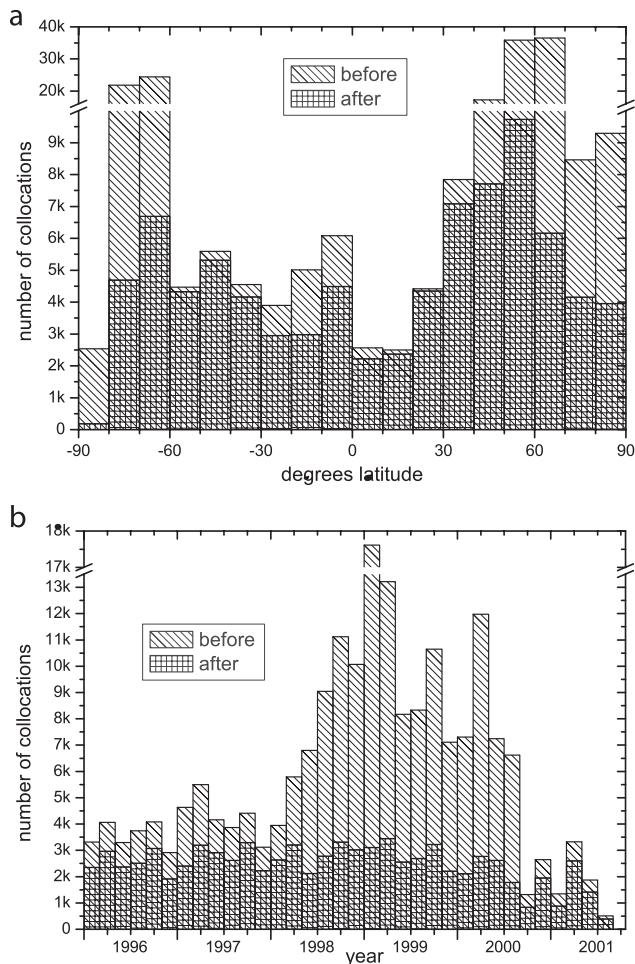 a
40k
30k
20k
9k
8k
7k
6k
5k
4k
3k
2k
1k
0
number of collocations
before
after
-90 -60 -30 0 30 60 90
degrees latitude
b
18k
17k
13k
12k
11k
10k
9k
8k
7k
6k
5k
4k
3k
2k
1k
0
number of collocations
before
after
1996 1997 1998 1999 2000 2001
year